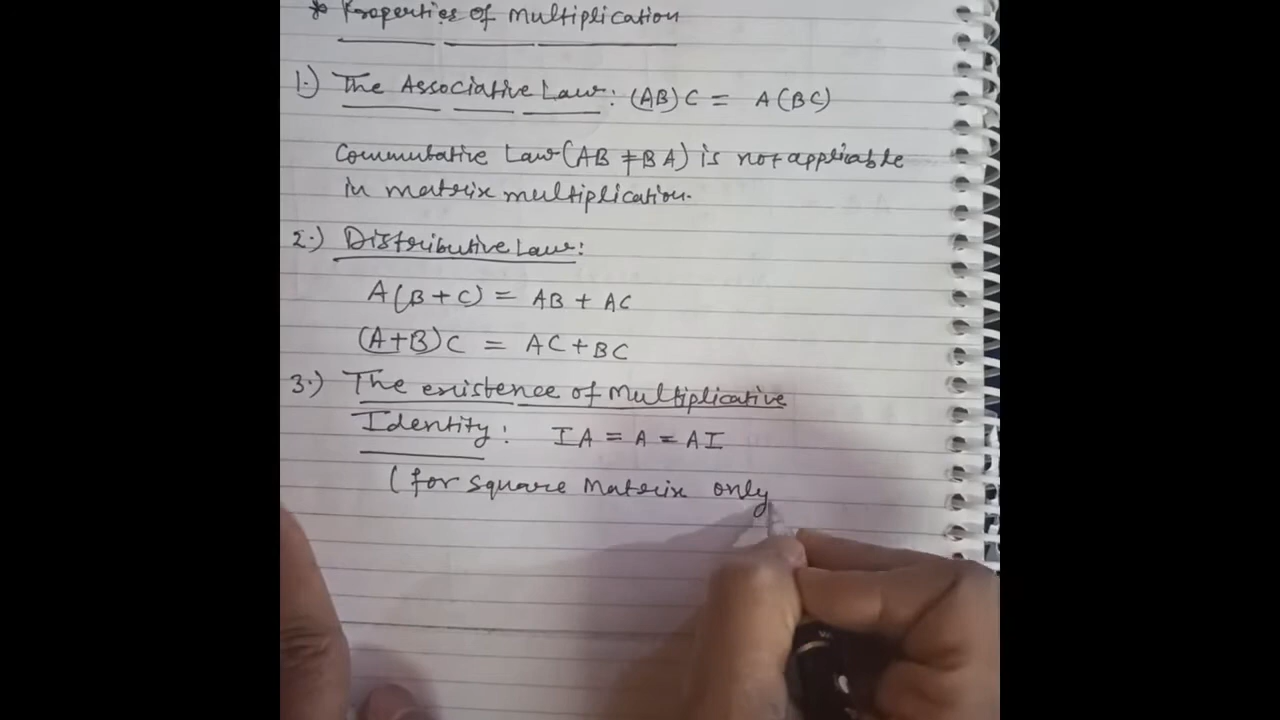 * Properties of Multiplication
1.) The Associative Law: (AB)C = A(BC)
Commutative Law (AB ≠ BA) is not applicable
in matrix multiplication.
2.) Distributive Law:
A(B+C) = AB + AC
(A+B)C = AC+BC
3.) The existence of Multiplicative
Identity: IA = A = AI
(for square Matrix only